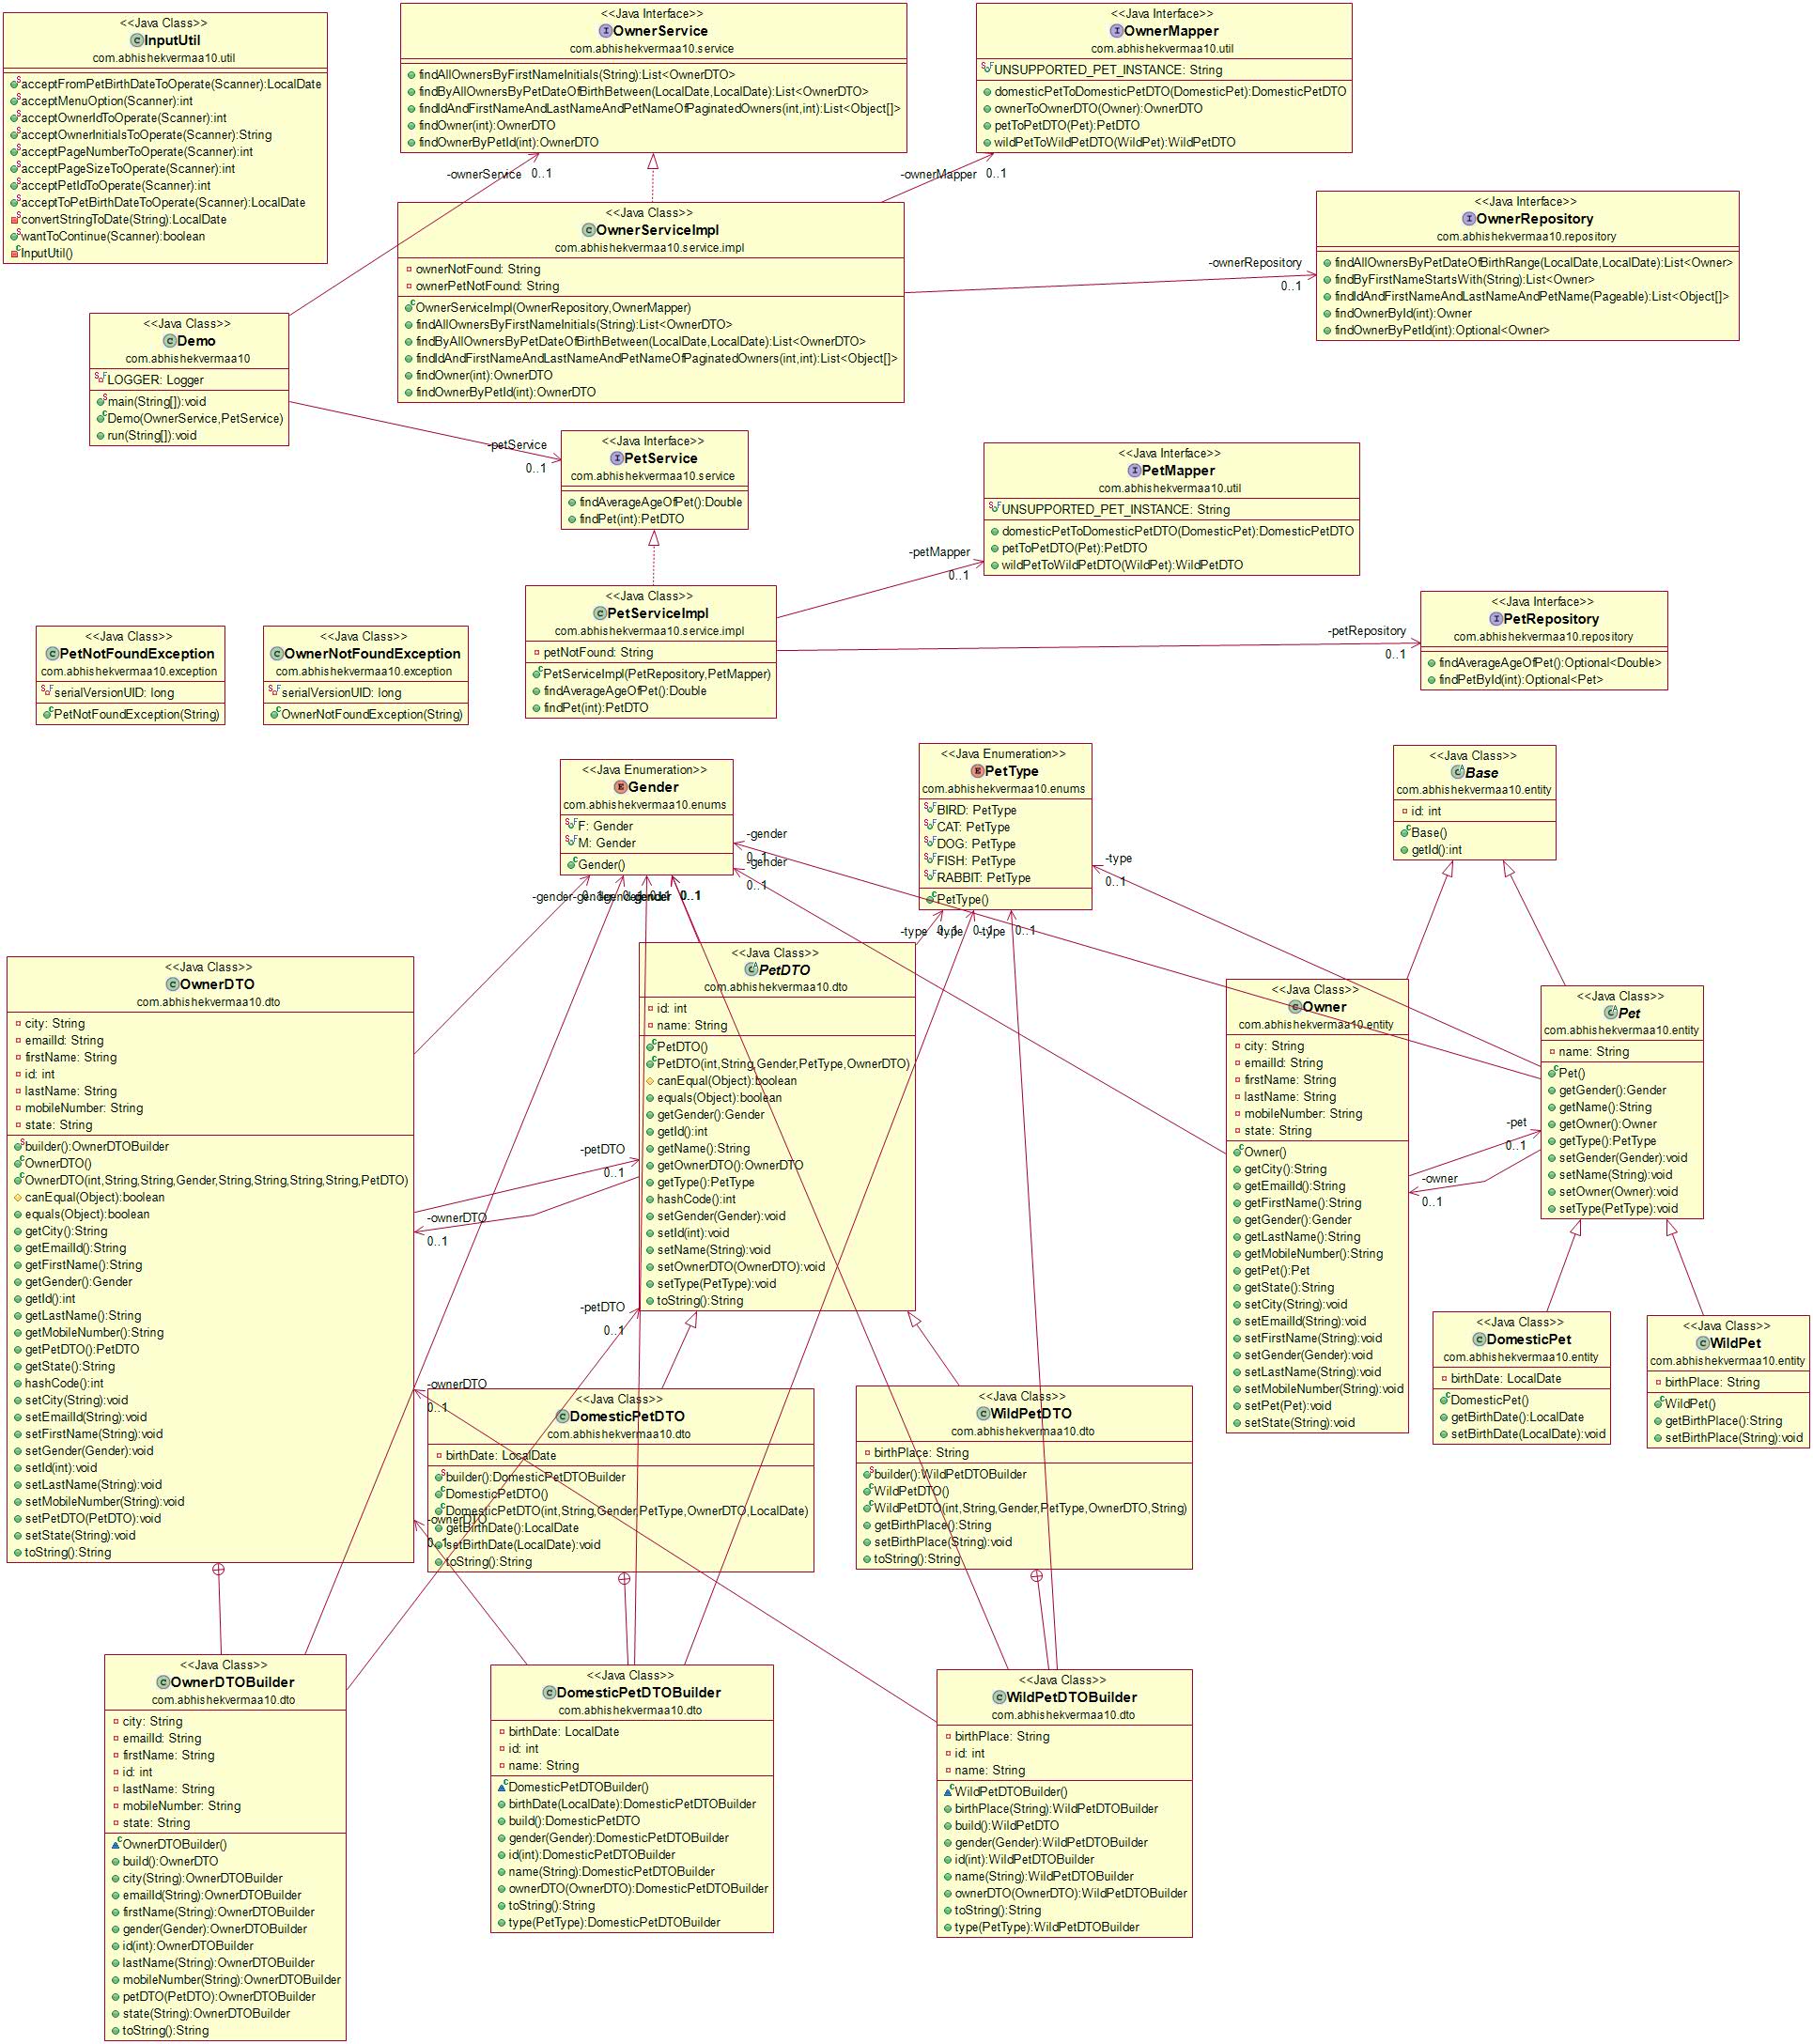 <<Java Class>>
InputUtil
com.abhishekvermaa10.util
acceptFromPetBirthDateToOperate(Scanner):LocalDate
acceptMenuOption(Scanner):int
acceptOwnerIdToOperate(Scanner):int
acceptOwnerInitialsToOperate(Scanner):String
acceptPageNumberToOperate(Scanner):int
acceptPageSizeToOperate(Scanner):int
acceptPetIdToOperate(Scanner):int
acceptToPetBirthDateToOperate(Scanner):LocalDate
convertStringToDate(String):LocalDate
wantToContinue(Scanner):boolean
InputUtil()
<<Java Interface>>
OwnerService
com.abhishekvermaa10.service
findAllOwnersByFirstNameInitials(String):List<OwnerDTO>
findByAllOwnersByPetDateOfBirthBetween(LocalDate,LocalDate):List<OwnerDTO>
findIdAndFirstNameAndLastNameAndPetNameOfPaginatedOwners(int,int):List<Object[]>
findOwner(int):OwnerDTO
findOwnerByPetId(int):OwnerDTO
<<Java Interface>>
OwnerMapper
com.abhishekvermaa10.util
UNSUPPORTED_PET_INSTANCE: String
domesticPetToDomesticPetDTO(DomesticPet):DomesticPetDTO
ownerToOwnerDTO(Owner):OwnerDTO
petToPetDTO(Pet):PetDTO
wildPetToWildPetDTO(WildPet):WildPetDTO
-ownerService 0..1
-ownerMapper 0..1
<<Java Class>>
OwnerServiceImpl
com.abhishekvermaa10.service.impl
ownerNotFound: String
ownerPetNotFound: String
OwnerServiceImpl(OwnerRepository,OwnerMapper)
findAllOwnersByFirstNameInitials(String):List<OwnerDTO>
findByAllOwnersByPetDateOfBirthBetween(LocalDate,LocalDate):List<OwnerDTO>
findIdAndFirstNameAndLastNameAndPetNameOfPaginatedOwners(int,int):List<Object[]>
findOwner(int):OwnerDTO
findOwnerByPetId(int):OwnerDTO
-ownerRepository
0..1
<<Java Interface>>
OwnerRepository
com.abhishekvermaa10.repository
findAllOwnersByPetDateOfBirthRange(LocalDate,LocalDate):List<Owner>
findByFirstNameStartsWith(String):List<Owner>
findIdAndFirstNameAndLastNameAndPetName(Pageable):List<Object[]>
findOwnerById(int):Owner
findOwnerByPetId(int):Optional<Owner>
<<Java Class>>
Demo
com.abhishekvermaa10
LOGGER: Logger
main(String[]):void
Demo(OwnerService,PetService)
run(String[]):void
-petService
0..1
<<Java Interface>>
PetService
com.abhishekvermaa10.service
findAverageAgeOfPet():Double
findPet(int):PetDTO
<<Java Interface>>
PetMapper
com.abhishekvermaa10.util
UNSUPPORTED_PET_INSTANCE: String
domesticPetToDomesticPetDTO(DomesticPet):DomesticPetDTO
petToPetDTO(Pet):PetDTO
wildPetToWildPetDTO(WildPet):WildPetDTO
-petMapper
0..1
<<Java Class>>
PetServiceImpl
com.abhishekvermaa10.service.impl
petNotFound: String
PetServiceImpl(PetRepository,PetMapper)
findAverageAgeOfPet():Double
findPet(int):PetDTO
-petRepository
0..1
<<Java Interface>>
PetRepository
com.abhishekvermaa10.repository
findAverageAgeOfPet():Optional<Double>
findPetById(int):Optional<Pet>
<<Java Class>>
PetNotFoundException
com.abhishekvermaa10.exception
serialVersionUID: long
PetNotFoundException(String)
<<Java Class>>
OwnerNotFoundException
com.abhishekvermaa10.exception
serialVersionUID: long
OwnerNotFoundException(String)
<<Java Enumeration>>
Gender
com.abhishekvermaa10.enums
F: Gender
M: Gender
Gender()
-gender
0..1
-gender
0..1
<<Java Enumeration>>
PetType
com.abhishekvermaa10.enums
BIRD: PetType
CAT: PetType
DOG: PetType
FISH: PetType
RABBIT: PetType
PetType()
-type
0..1
<<Java Class>>
Base
com.abhishekvermaa10.entity
id: int
Base()
getId():int
-gender
-gender 0..1
-type
-type 0..1
<<Java Class>>
OwnerDTO
com.abhishekvermaa10.dto
city: String
emailId: String
firstName: String
id: int
lastName: String
mobileNumber: String
state: String
builder():OwnerDTOBuilder
OwnerDTO()
OwnerDTO(int,String,String,Gender,String,String,String,String,PetDTO)
canEqual(Object):boolean
equals(Object):boolean
getCity():String
getEmailId():String
getFirstName():String
getGender():Gender
getId():int
getLastName():String
getMobileNumber():String
getPetDTO():PetDTO
getState():String
hashCode():int
setCity(String):void
setEmailId(String):void
setFirstName(String):void
setGender(Gender):void
setId(int):void
setLastName(String):void
setMobileNumber(String):void
setPetDTO(PetDTO):void
setState(String):void
toString():String
<<Java Class>>
PetDTO
com.abhishekvermaa10.dto
id: int
name: String
PetDTO()
PetDTO(int,String,Gender,PetType,OwnerDTO)
canEqual(Object):boolean
equals(Object):boolean
getGender():Gender
getId():int
getName():String
getOwnerDTO():OwnerDTO
getType():PetType
hashCode():int
setGender(Gender):void
setId(int):void
setName(String):void
setOwnerDTO(OwnerDTO):void
setType(PetType):void
toString():String
-petDTO
0..1
-ownerDTO
0..1
-petDTO
0..1
-ownerDTO
0..1
-ownerDTO
0..1
<<Java Class>>
Owner
com.abhishekvermaa10.entity
city: String
emailId: String
firstName: String
lastName: String
mobileNumber: String
state: String
Owner()
getCity():String
getEmailId():String
getFirstName():String
getGender():Gender
getLastName():String
getMobileNumber():String
getPet():Pet
getState():String
setCity(String):void
setEmailId(String):void
setFirstName(String):void
setGender(Gender):void
setLastName(String):void
setMobileNumber(String):void
setPet(Pet):void
setState(String):void
-pet
0..1
-owner
0..1
<<Java Class>>
Pet
com.abhishekvermaa10.entity
name: String
Pet()
getGender():Gender
getName():String
getOwner():Owner
getType():PetType
setGender(Gender):void
setName(String):void
setOwner(Owner):void
setType(PetType):void
<<Java Class>>
DomesticPet
com.abhishekvermaa10.entity
birthDate: LocalDate
DomesticPet()
getBirthDate():LocalDate
setBirthDate(LocalDate):void
<<Java Class>>
WildPet
com.abhishekvermaa10.entity
birthPlace: String
WildPet()
getBirthPlace():String
setBirthPlace(String):void
<<Java Class>>
DomesticPetDTO
com.abhishekvermaa10.dto
birthDate: LocalDate
builder():DomesticPetDTOBuilder
DomesticPetDTO()
DomesticPetDTO(int,String,Gender,PetType,OwnerDTO,LocalDate)
getBirthDate():LocalDate
setBirthDate(LocalDate):void
toString():String
<<Java Class>>
WildPetDTO
com.abhishekvermaa10.dto
birthPlace: String
builder():WildPetDTOBuilder
WildPetDTO()
WildPetDTO(int,String,Gender,PetType,OwnerDTO,String)
getBirthPlace():String
setBirthPlace(String):void
toString():String
<<Java Class>>
OwnerDTOBuilder
com.abhishekvermaa10.dto
city: String
emailId: String
firstName: String
id: int
lastName: String
mobileNumber: String
state: String
OwnerDTOBuilder()
build():OwnerDTO
city(String):OwnerDTOBuilder
emailId(String):OwnerDTOBuilder
firstName(String):OwnerDTOBuilder
gender(Gender):OwnerDTOBuilder
id(int):OwnerDTOBuilder
lastName(String):OwnerDTOBuilder
mobileNumber(String):OwnerDTOBuilder
petDTO(PetDTO):OwnerDTOBuilder
state(String):OwnerDTOBuilder
toString():String
<<Java Class>>
DomesticPetDTOBuilder
com.abhishekvermaa10.dto
birthDate: LocalDate
id: int
name: String
DomesticPetDTOBuilder()
birthDate(LocalDate):DomesticPetDTOBuilder
build():DomesticPetDTO
gender(Gender):DomesticPetDTOBuilder
id(int):DomesticPetDTOBuilder
name(String):DomesticPetDTOBuilder
ownerDTO(OwnerDTO):DomesticPetDTOBuilder
toString():String
type(PetType):DomesticPetDTOBuilder
<<Java Class>>
WildPetDTOBuilder
com.abhishekvermaa10.dto
birthPlace: String
id: int
name: String
WildPetDTOBuilder()
birthPlace(String):WildPetDTOBuilder
build():WildPetDTO
gender(Gender):WildPetDTOBuilder
id(int):WildPetDTOBuilder
name(String):WildPetDTOBuilder
ownerDTO(OwnerDTO):WildPetDTOBuilder
toString():String
type(PetType):WildPetDTOBuilder